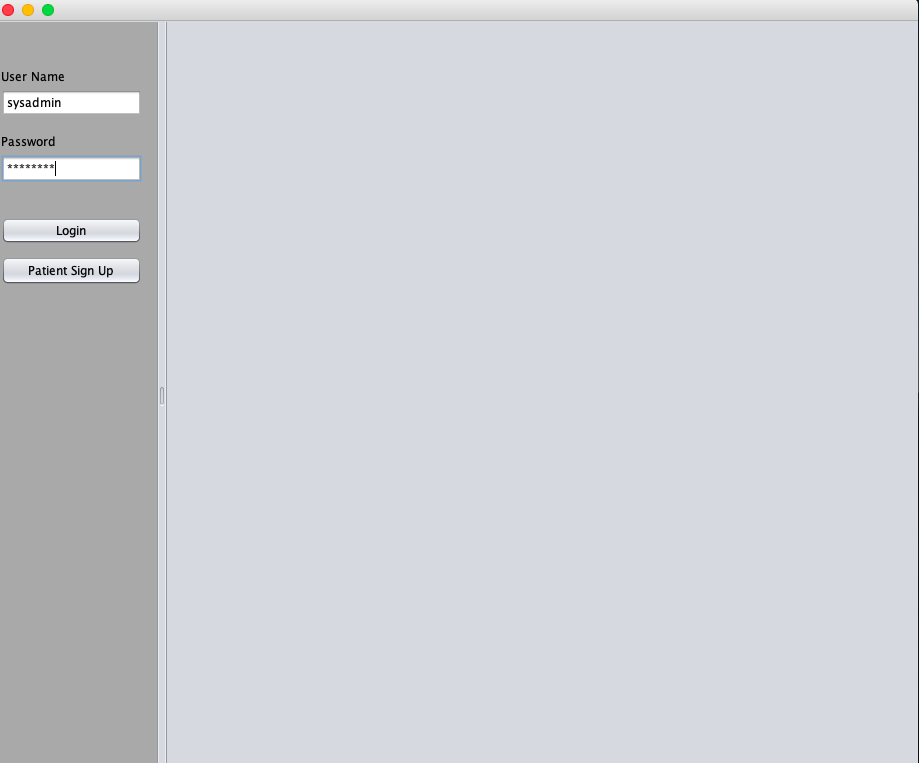 User Name
sysadmin
Password
********
Login
Patient Sign Up